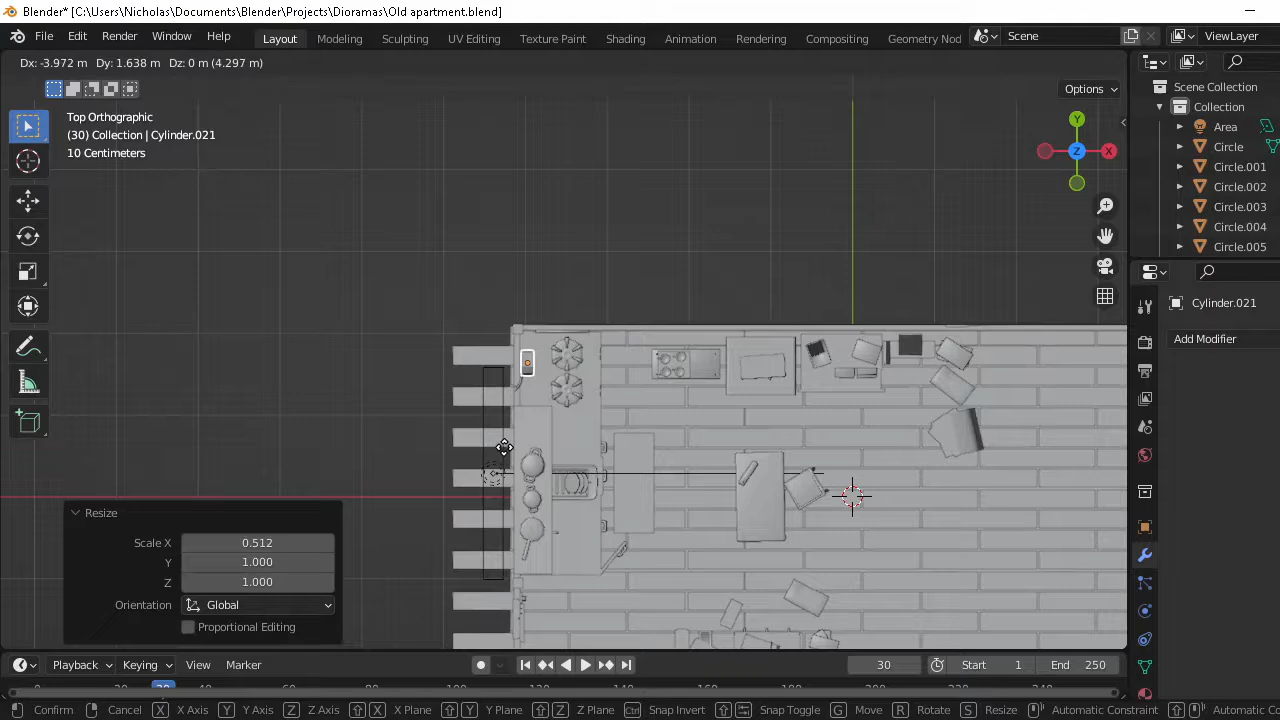 Blender* [C:\Users\Nicholas\Documents\Blender\Projects\Dioramas\Old apartment.blend]
File Edit Render Window Help Layout Modeling Sculpting UV Editing Texture Paint Shading Animation Rendering Compositing Geometry Nod Scene ViewLayer
Dx: -3.972 m Dy: 1.638 m Dz: 0 m (4.297 m)
Options
Top Orthographic
(30) Collection | Cylinder.021
10 Centimeters
Y
Z
X
Scene Collection
Collection
Area
Circle
Circle.001
Circle.002
Circle.003
Circle.004
Circle.005
Cylinder.021
Add Modifier
Resize
Scale X 0.512
Y 1.000
Z 1.000
Orientation Global
Proportional Editing
Playback Keying View Marker 30 Start 1 End 250
Confirm Cancel X X Axis Y Y Axis Z Z Axis X X Plane Y Y Plane Z Z Plane Ctrl Snap Invert Snap Toggle G Move R Rotate S Resize Automatic Constraint Automatic Co